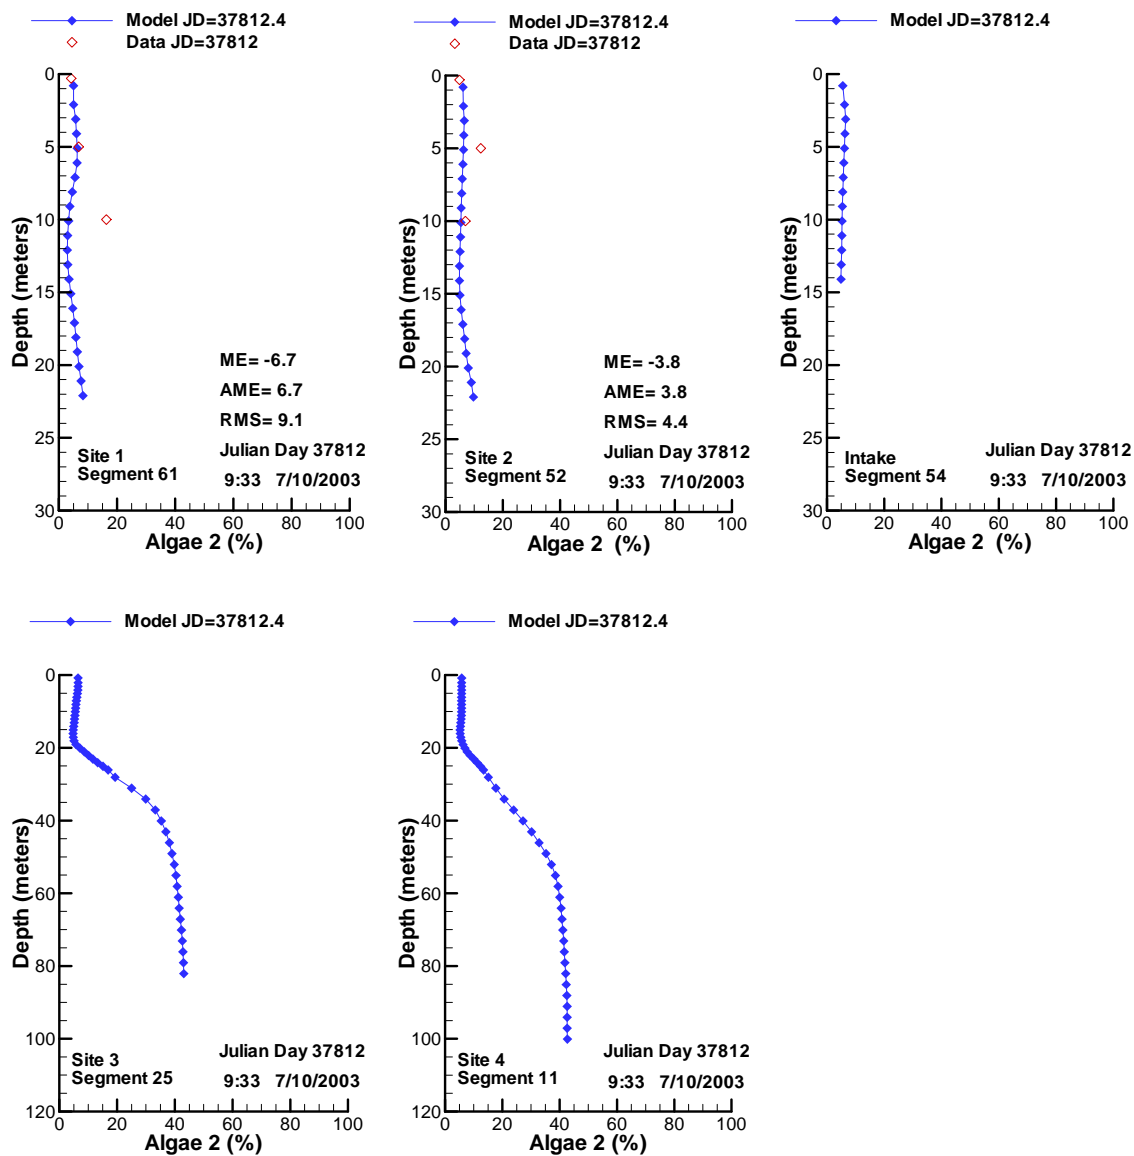 Model JD=37812.4
Data JD=37812
0
5
10
15
20
25
30
Depth (meters)
ME= -6.7
AME= 6.7
RMS= 9.1
Julian Day 37812
Site 1
Segment 61
9:33 7/10/2003
0 20 40 60 80 100
Algae 2 (%)
Model JD=37812.4
Data JD=37812
0
5
10
15
20
25
30
Depth (meters)
ME= -3.8
AME= 3.8
RMS= 4.4
Julian Day 37812
Site 2
Segment 52
9:33 7/10/2003
0 20 40 60 80 100
Algae 2 (%)
Model JD=37812.4
0
5
10
15
20
25
30
Depth (meters)
Julian Day 37812
Intake
Segment 54
9:33 7/10/2003
0 20 40 60 80 100
Algae 2 (%)
Model JD=37812.4
0
20
40
60
80
100
120
Depth (meters)
Julian Day 37812
Site 3
Segment 25
9:33 7/10/2003
0 20 40 60 80 100
Algae 2 (%)
Model JD=37812.4
0
20
40
60
80
100
120
Depth (meters)
Julian Day 37812
Site 4
Segment 11
9:33 7/10/2003
0 20 40 60 80 100
Algae 2 (%)